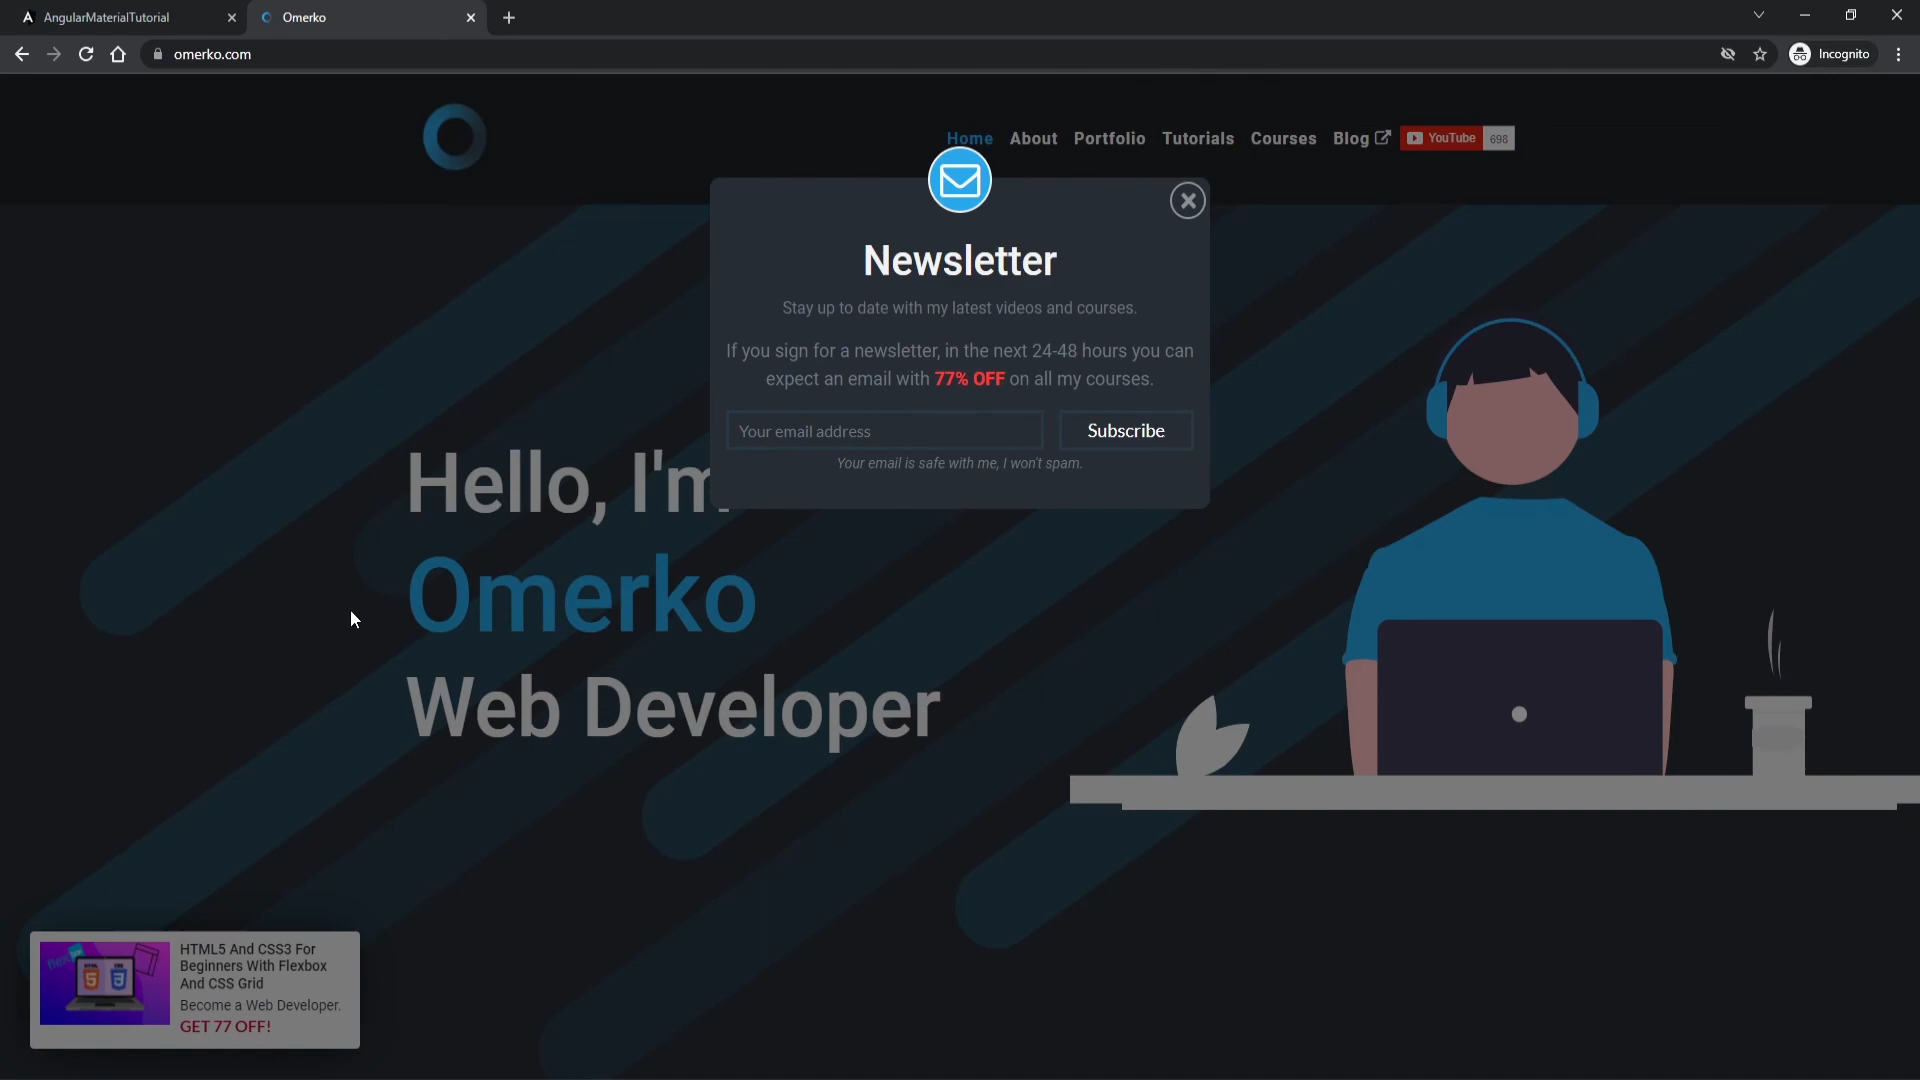 AngularMaterialTutorial
Omerko
omerko.com
Incognito
Home
About
Portfolio
Tutorials
Courses
Blog
YouTube
698
Newsletter
Stay up to date with my latest videos and courses.
If you sign for a newsletter, in the next 24-48 hours you can
expect an email with 77% OFF on all my courses.
Your email address
Subscribe
Your email is safe with me, I won't spam.
Hello, I'm
Omerko
Web Developer
HTML5 And CSS3 For
Beginners With Flexbox
And CSS Grid
Become a Web Developer.
GET 77 OFF!